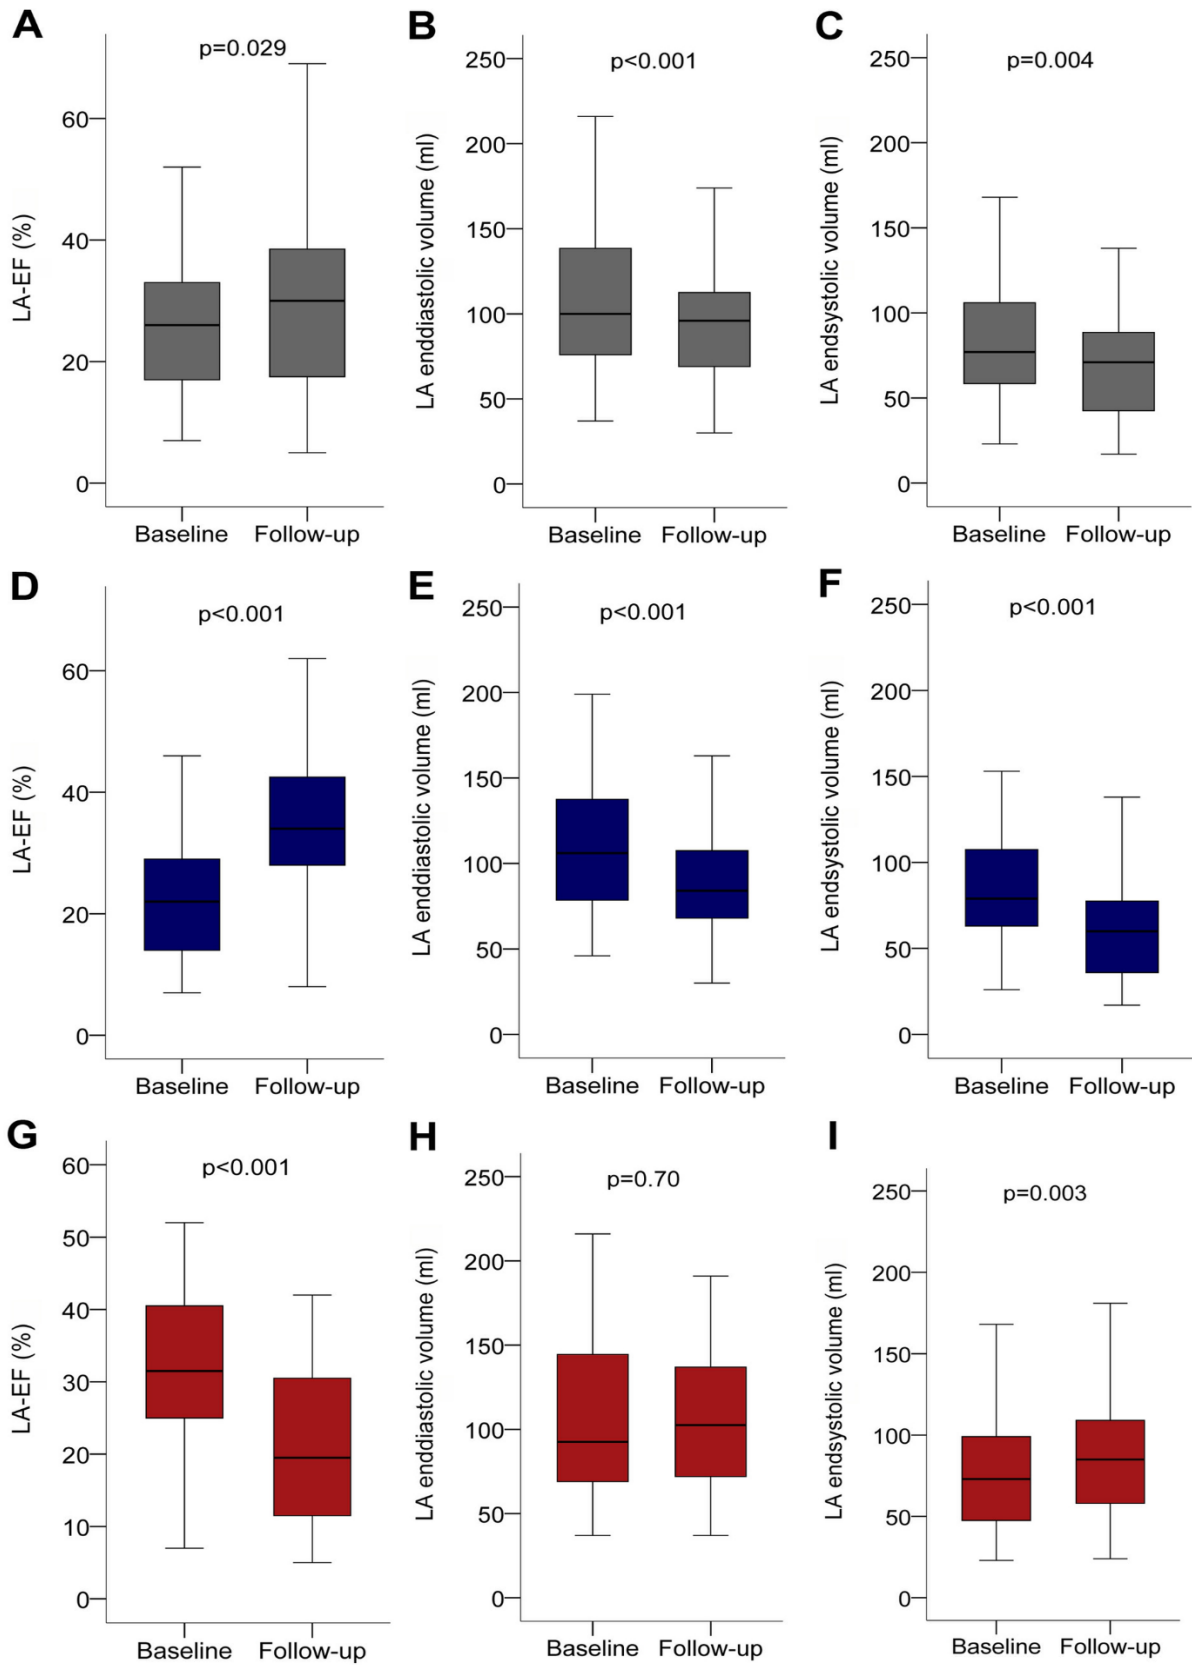 A
p=0.029
LA-EF (%)
60
40
20
0
Baseline Follow-up
B
p<0.001
LA enddiastolic volume (ml)
250
200
150
100
50
0
Baseline Follow-up
C
p=0.004
LA endsystolic volume (ml)
250
200
150
100
50
0
Baseline Follow-up
D
p<0.001
LA-EF (%)
60
40
20
0
Baseline Follow-up
E
p<0.001
LA enddiastolic volume (ml)
250
200
150
100
50
0
Baseline Follow-up
F
p<0.001
LA endsystolic volume (ml)
250
200
150
100
50
0
Baseline Follow-up
G
p<0.001
LA-EF (%)
60
50
40
30
20
10
0
Baseline Follow-up
H
p=0.70
LA enddiastolic volume (ml)
250
200
150
100
50
0
Baseline Follow-up
I
p=0.003
LA endsystolic volume (ml)
250
200
150
100
50
0
Baseline Follow-up